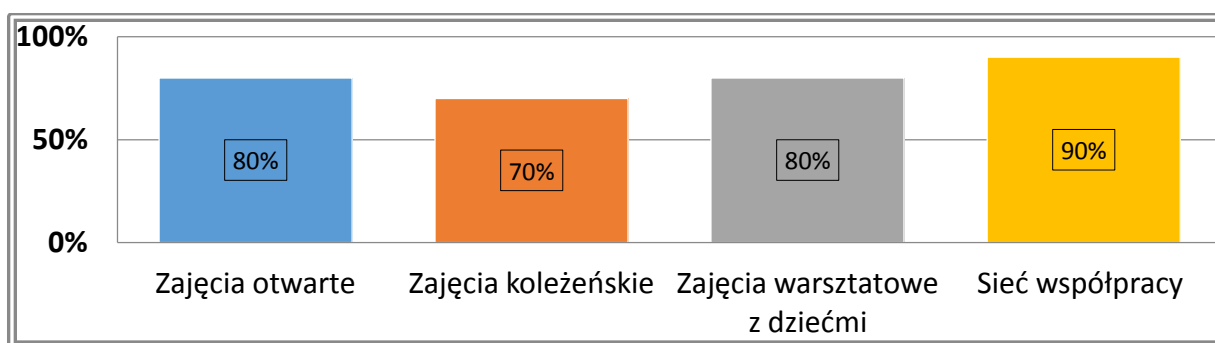 100%
50%
0%
80%
70%
80%
90%
Zajęcia otwarte
Zajęcia koleżeńskie
Zajęcia warsztatowe
z dziećmi
Sieć współpracy